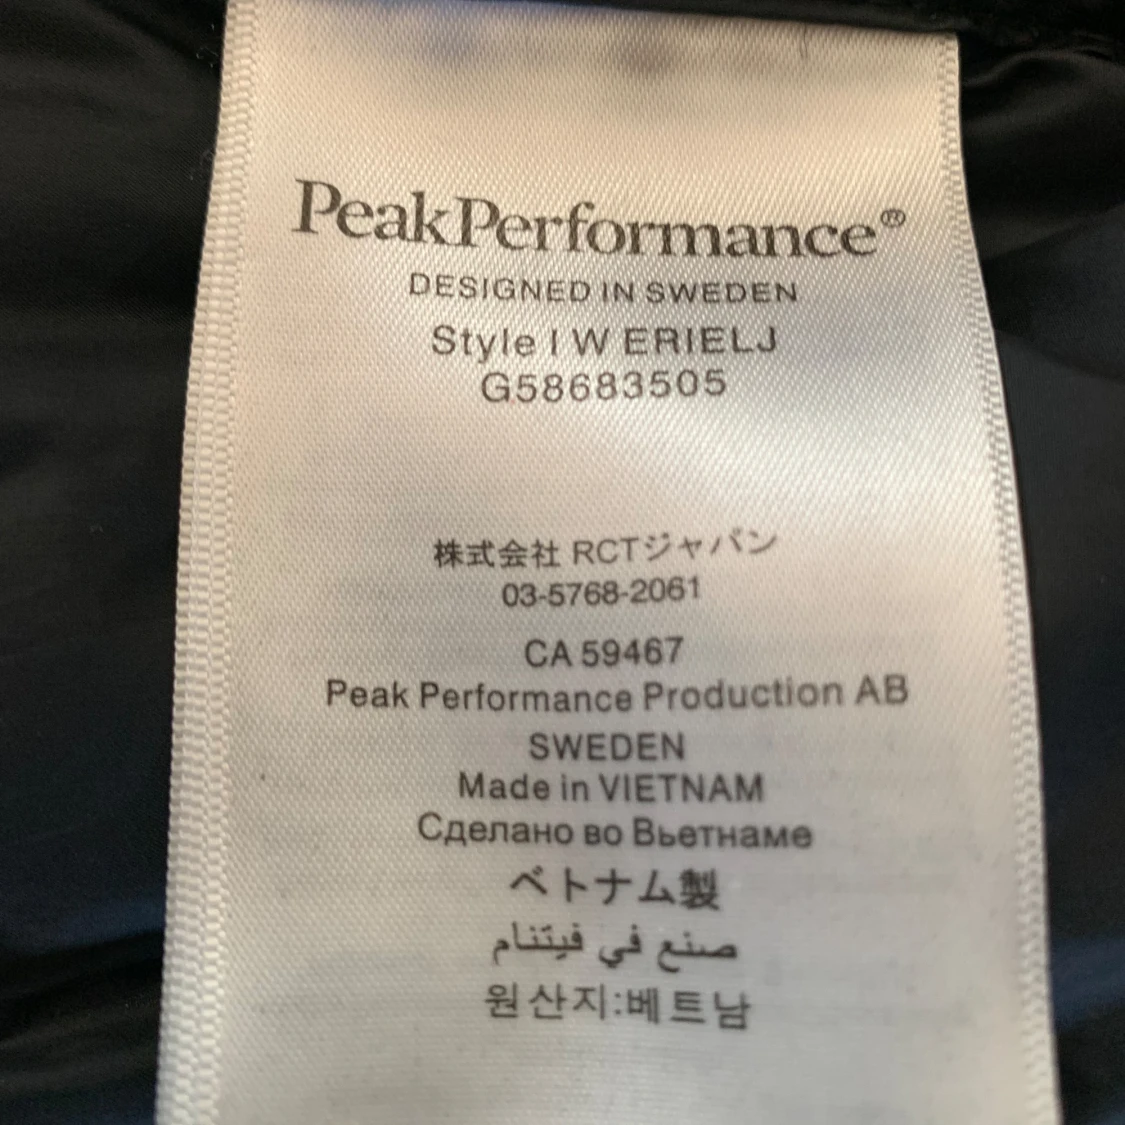 PeakPerformance®
DESIGNED IN SWEDEN
Style I W ERIELJ
G58683505
株式会社 RCTジャパン
03-5768-2061
CA 59467
Peak Performance Production AB
SWEDEN
Made in VIETNAM
Сделано во Вьетнаме
ベトナム製
صنع في فيتنام
원산지:베트남